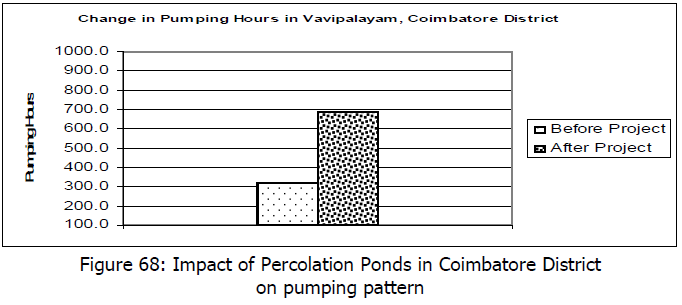 Change in Pumping Hours in Vavipalayam, Coimbatore District
1000.0
900.0
800.0
700.0
600.0
500.0
400.0
300.0
200.0
100.0
Pumping Hours
Before Project
After Project
Figure 68: Impact of Percolation Ponds in Coimbatore District
on pumping pattern